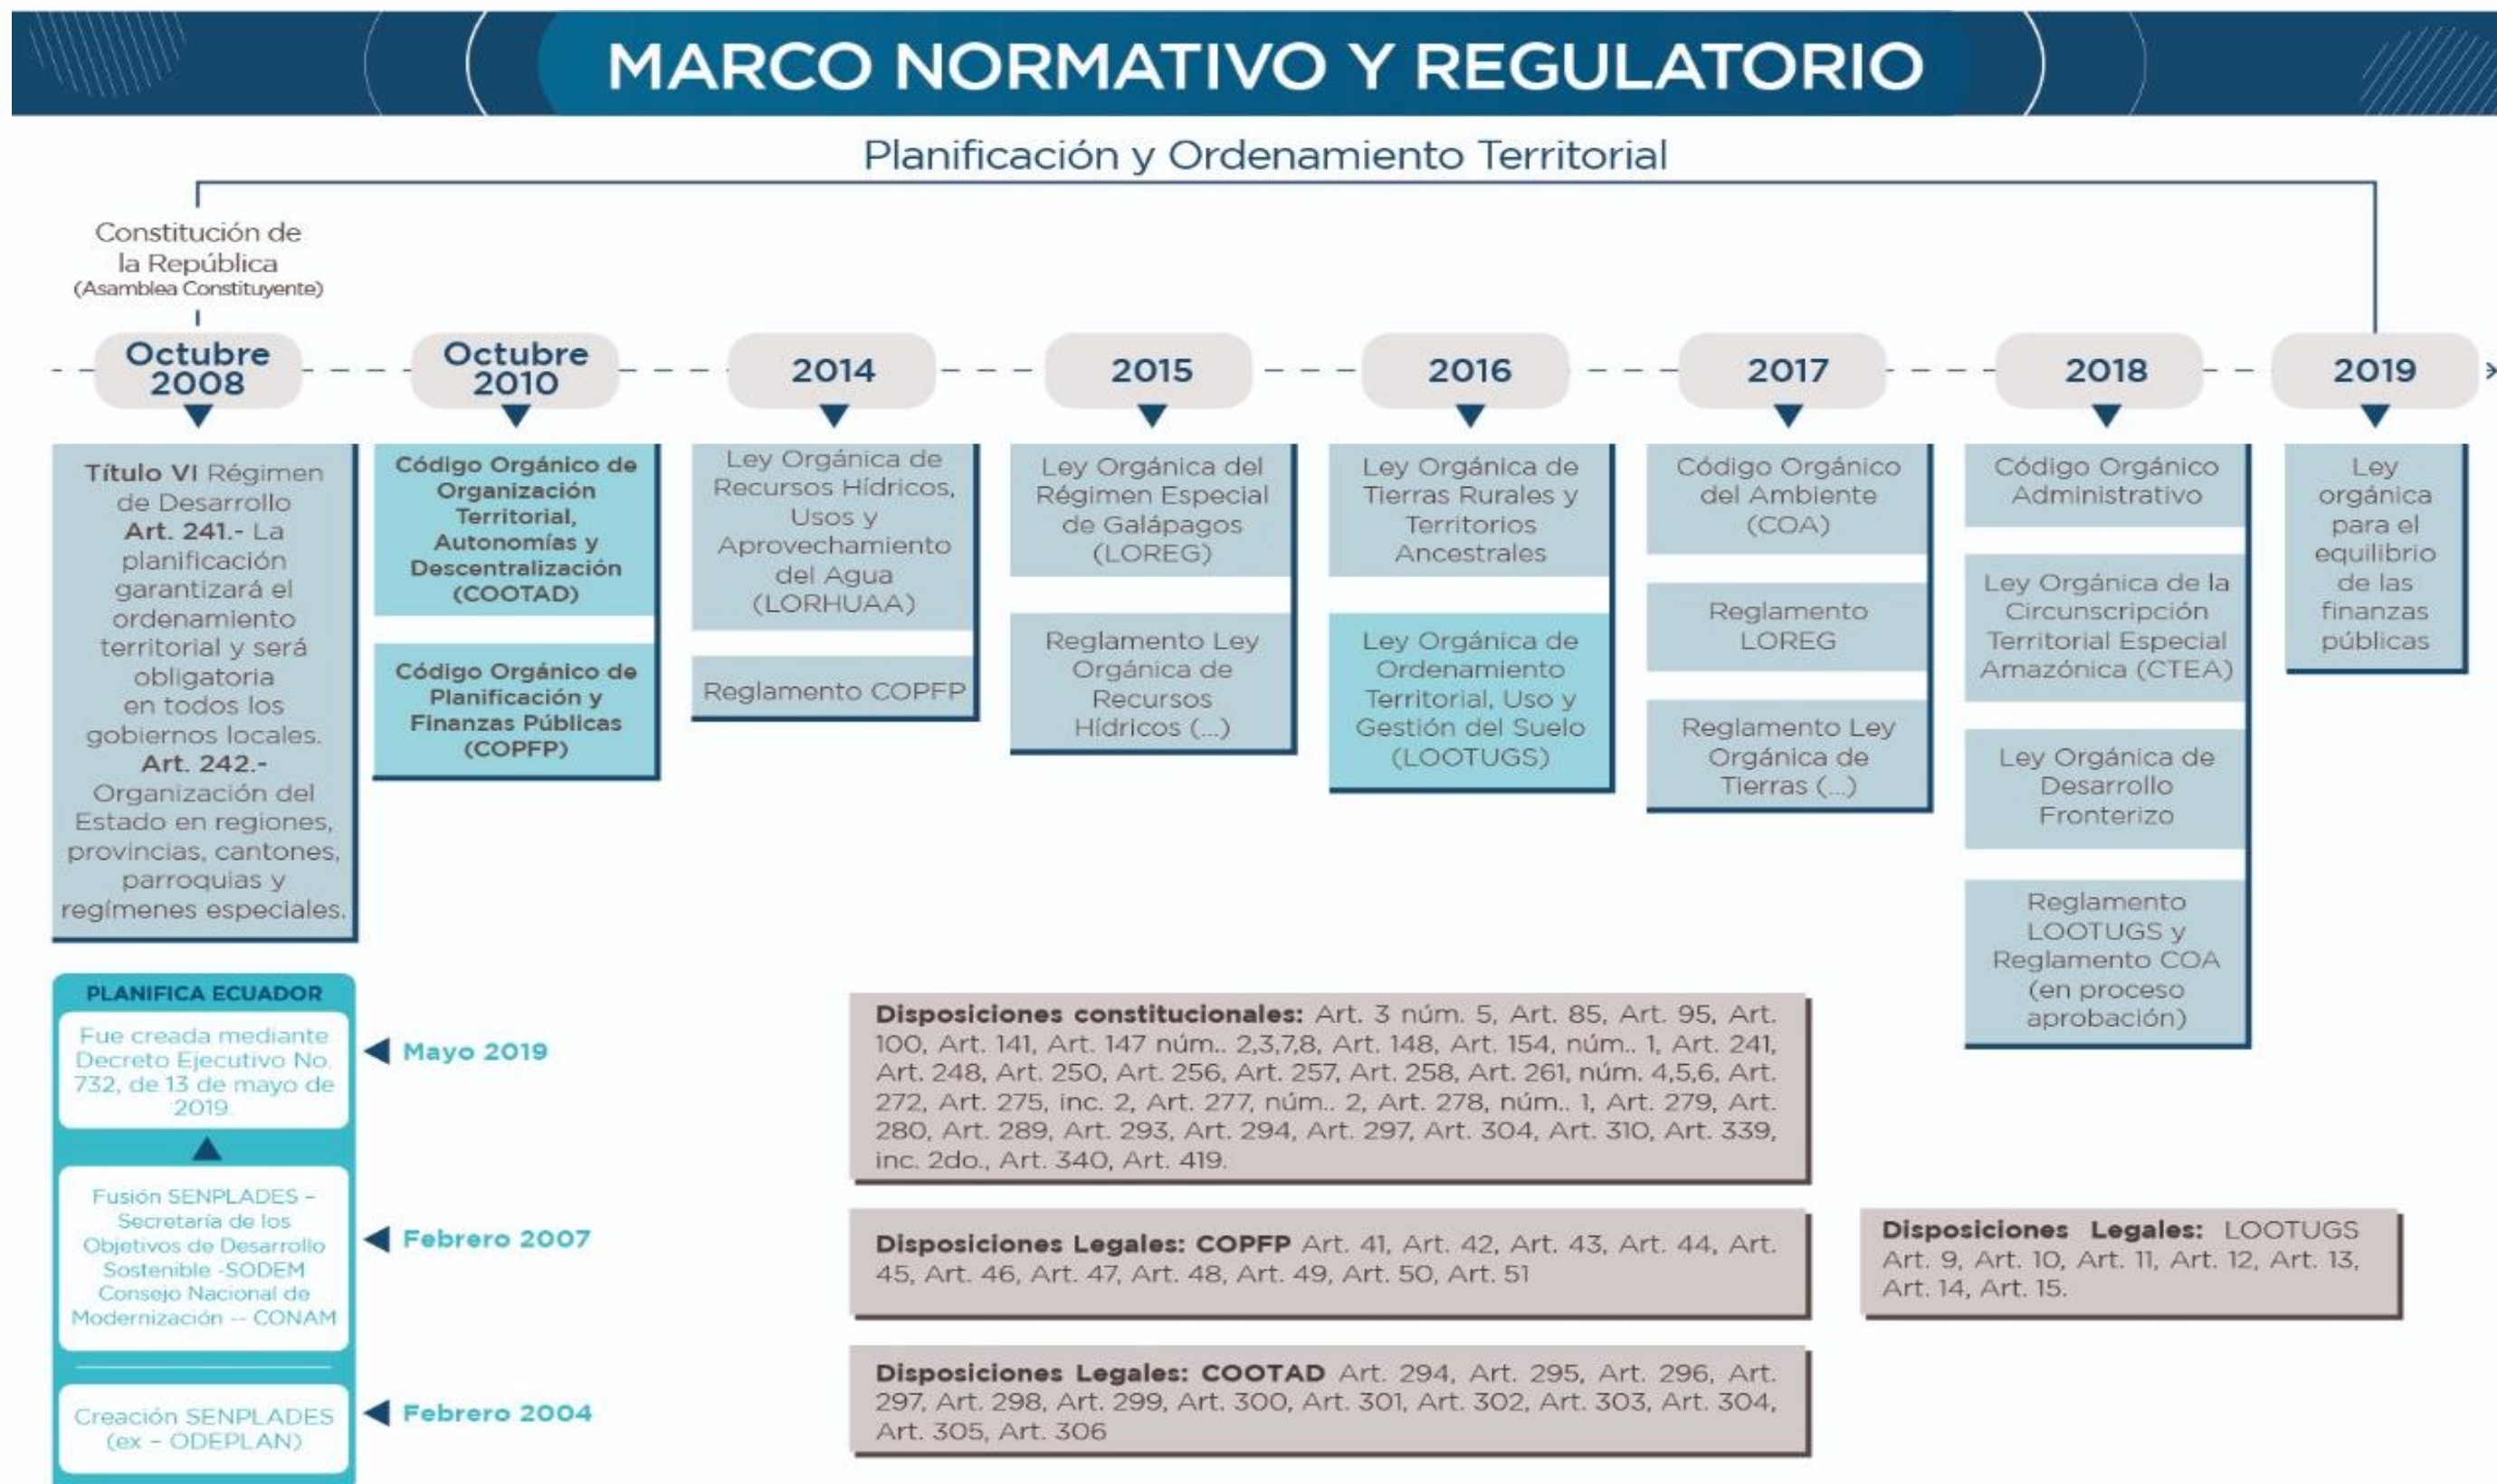 MARCO NORMATIVO Y REGULATORIO
Planificación y Ordenamiento Territorial
Constitución de
la República
(Asamblea Constituyente)
Octubre
2008
Octubre
2010
2014
2015
2016
2017
2018
2019
Título VI Régimen
de Desarrollo
Art. 241.- La
planificación
garantizará el
ordenamiento
territorial y será
obligatoria
en todos los
gobiernos locales.
Art. 242.-
Organización del
Estado en regiones,
provincias, cantones,
parroquias y
regímenes especiales.
Código Orgánico de
Organización
Territorial,
Autonomías y
Descentralización
(COOTAD)
Código Orgánico de
Planificación y
Finanzas Públicas
(COPFP)
Ley Orgánica de
Recursos Hídricos,
Usos y
Aprovechamiento
del Agua
(LORHUAA)
Reglamento COPFP
Ley Orgánica del
Régimen Especial
de Galápagos
(LOREG)
Reglamento Ley
Orgánica de
Recursos
Hídricos (...)
Ley Orgánica de
Tierras Rurales y
Territorios
Ancestrales
Ley Orgánica de
Ordenamiento
Territorial, Uso y
Gestión del Suelo
(LOOTUGS)
Código Orgánico
del Ambiente
(COA)
Reglamento
LOREG
Reglamento Ley
Orgánica de
Tierras (...)
Código Orgánico
Administrativo
Ley Orgánica de la
Circunscripción
Territorial Especial
Amazónica (CTEA)
Ley Orgánica de
Desarrollo
Fronterizo
Reglamento
LOOTUGS y
Reglamento COA
(en proceso
aprobación)
Ley
orgánica
para el
equilibrio
de las
finanzas
públicas
PLANIFICA ECUADOR
Fue creada mediante
Decreto Ejecutivo No.
732, de 13 de mayo de
2019
Mayo 2019
Fusión SENPLADES –
Secretaría de los
Objetivos de Desarrollo
Sostenible -SODEM
Consejo Nacional de
Modernización -- CONAM
Febrero 2007
Creación SENPLADES
(ex – ODEPLAN)
Febrero 2004
Disposiciones constitucionales: Art. 3 núm. 5, Art. 85, Art. 95, Art.
100, Art. 141, Art. 147 núm.. 2,3,7,8, Art. 148, Art. 154, núm.. 1, Art. 241,
Art. 248, Art. 250, Art. 256, Art. 257, Art. 258, Art. 261, núm. 4,5,6, Art.
272, Art. 275, inc. 2, Art. 277, núm.. 2, Art. 278, núm.. 1, Art. 279, Art.
280, Art. 289, Art. 293, Art. 294, Art. 297, Art. 304, Art. 310, Art. 339,
inc. 2do., Art. 340, Art. 419.
Disposiciones Legales: COPFP Art. 41, Art. 42, Art. 43, Art. 44, Art.
45, Art. 46, Art. 47, Art. 48, Art. 49, Art. 50, Art. 51
Disposiciones Legales: LOOTUGS
Art. 9, Art. 10, Art. 11, Art. 12, Art. 13,
Art. 14, Art. 15.
Disposiciones Legales: COOTAD Art. 294, Art. 295, Art. 296, Art.
297, Art. 298, Art. 299, Art. 300, Art. 301, Art. 302, Art. 303, Art. 304,
Art. 305, Art. 306